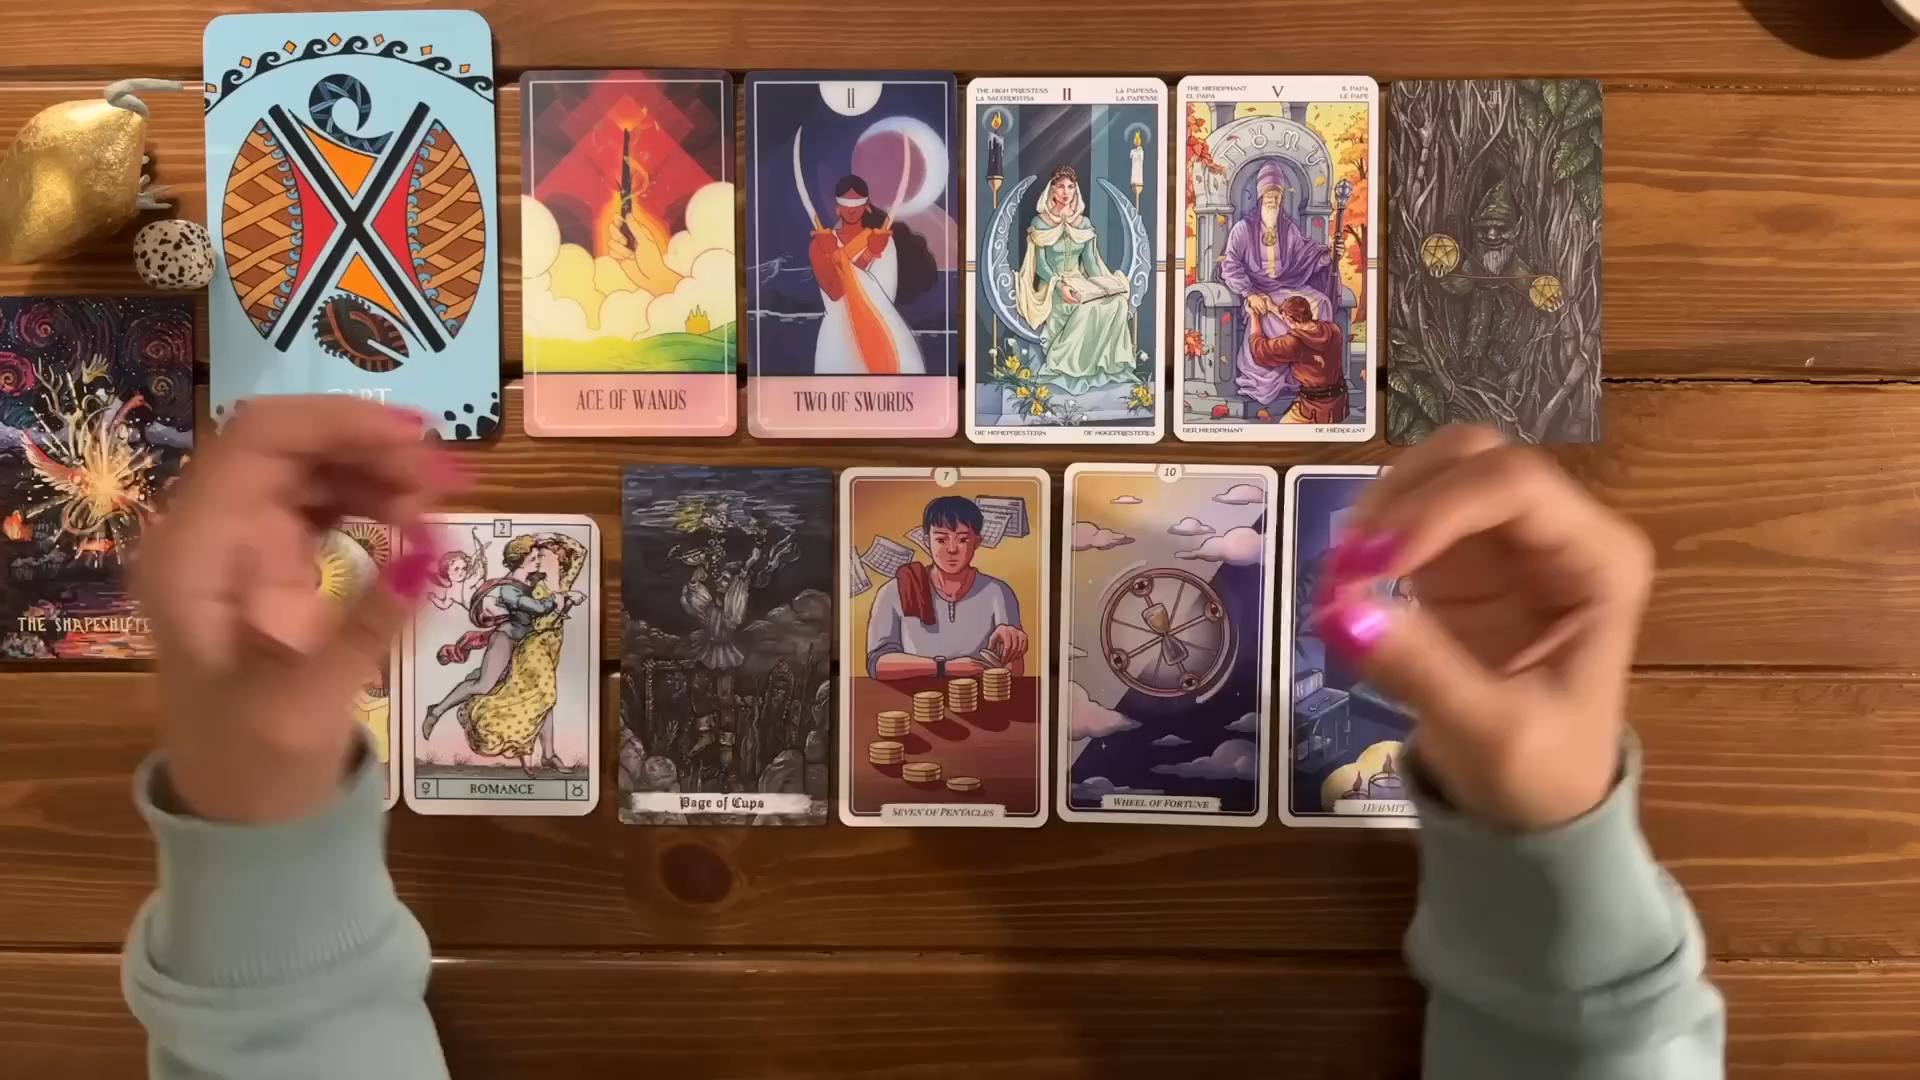 ACE OF WANDS
II
TWO OF SWORDS
THE HIGH PRIESTESS
LA SACERDOTISA
II
LA PAPESSA
LA PAPESSE
DIE HOHEPRIESTERIN
DE HOGEPRIESTERES
THE HIEROPHANT
EL PAPA
V
IL PAPA
LE PAPE
DER HIEROPHANT
DE HIËROFANT
THE SHAPESHIFTE
2
ROMANCE
Page of Cups
7
SEVEN OF PENTACLES
10
WHEEL OF FORTUNE
HERMIT